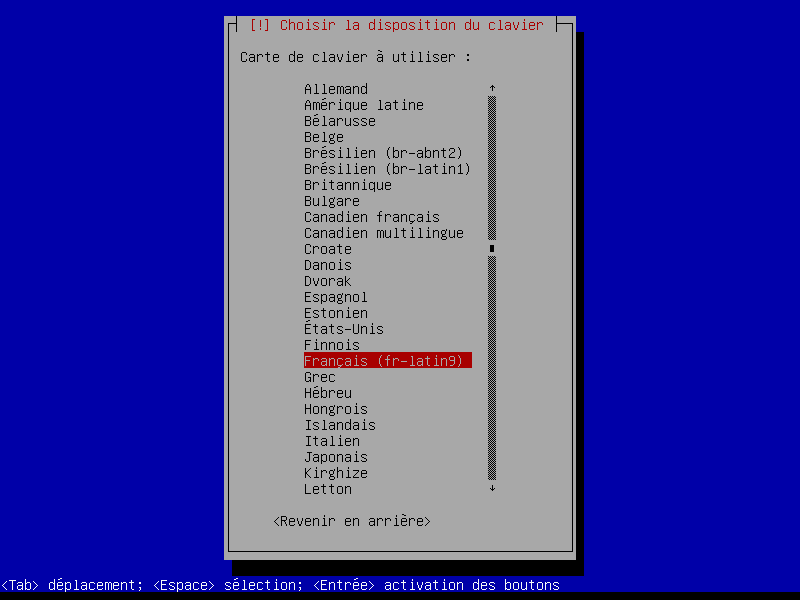 [!] Choisir la disposition du clavier
Carte de clavier à utiliser :
Allemand
Amérique latine
Bélarusse
Belge
Brésilien (br-abnt2)
Brésilien (br-latin1)
Britannique
Bulgare
Canadien français
Canadien multilingue
Croate
Danois
Dvorak
Espagnol
Estonien
États-Unis
Finnois
Français (fr-latin9)
Grec
Hébreu
Hongrois
Islandais
Italien
Japonais
Kirghize
Letton
<Revenir en arrière>
<Tab> déplacement; <Espace> sélection; <Entrée> activation des boutons